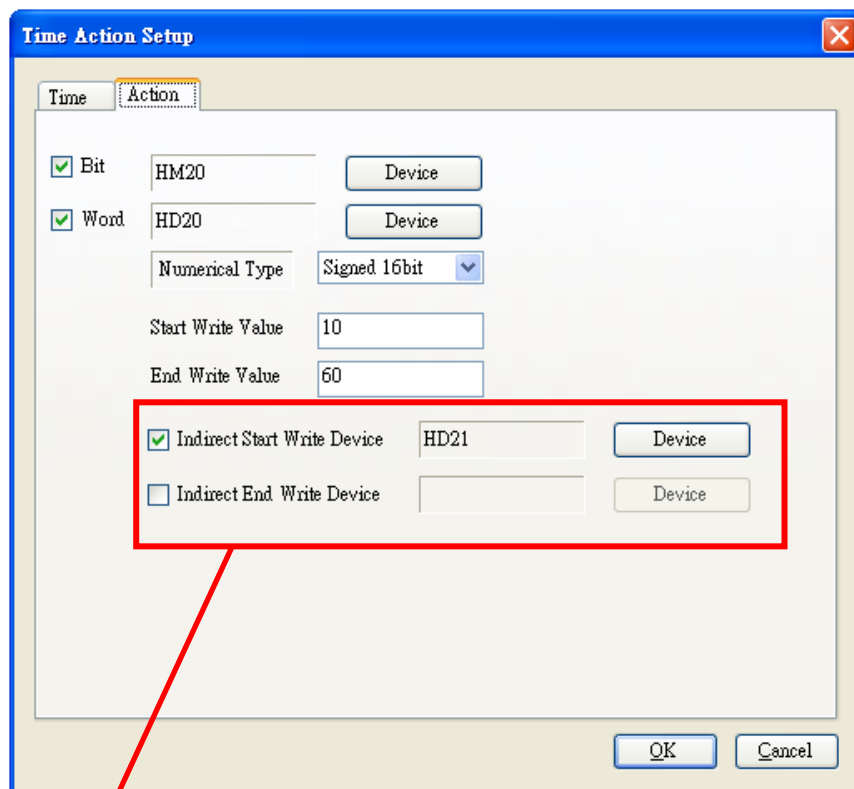 Time Action Setup
Time Action
Bit HM20 Device
Word HD20 Device
Numerical Type Signed 16bit
Start Write Value 10
End Write Value 60
Indirect Start Write Device HD21 Device
Indirect End Write Device Device
OK Cancel